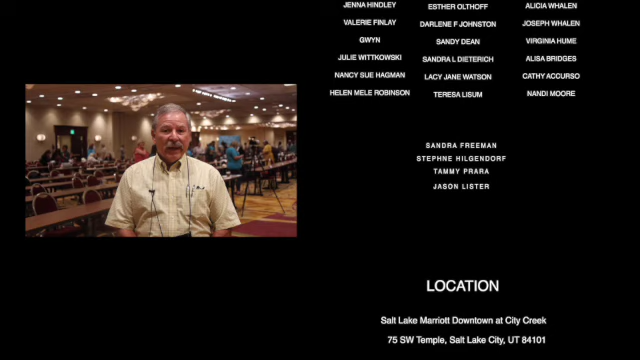 JENNA HINDLEY ESTHER OLTHOFF ALICIA WHALEN
VALERIE FINLAY DARLENE F JOHNSTON JOSEPH WHALEN
GWYN SANDY DEAN VIRGINIA HUME
JULIE WITTKOWSKI SANDRA L DIETERICH ALISA BRIDGES
NANCY SUE HAGMAN LACY JANE WATSON CATHY ACCURSO
HELEN MELE ROBINSON TERESA LISUM NANDI MOORE
SANDRA FREEMAN
STEPHNE HILGENDORF
TAMMY PRARA
JASON LISTER
LOCATION
Salt Lake Marriott Downtown at City Creek
75 SW Temple, Salt Lake City, UT 84101